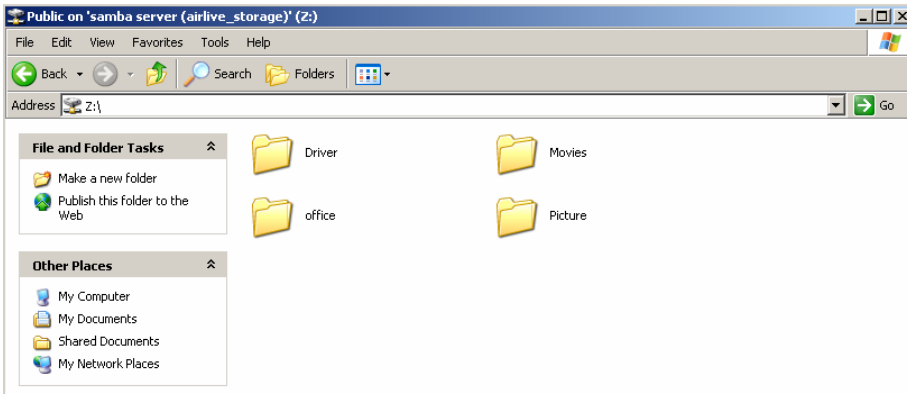 Public on 'samba server (airlive_storage)' (Z:)
File Edit View Favorites Tools Help
Back Search Folders
Address Z:\ Go
File and Folder Tasks
Make a new folder
Publish this folder to the
Web
Other Places
My Computer
My Documents
Shared Documents
My Network Places
Driver Movies
office Picture